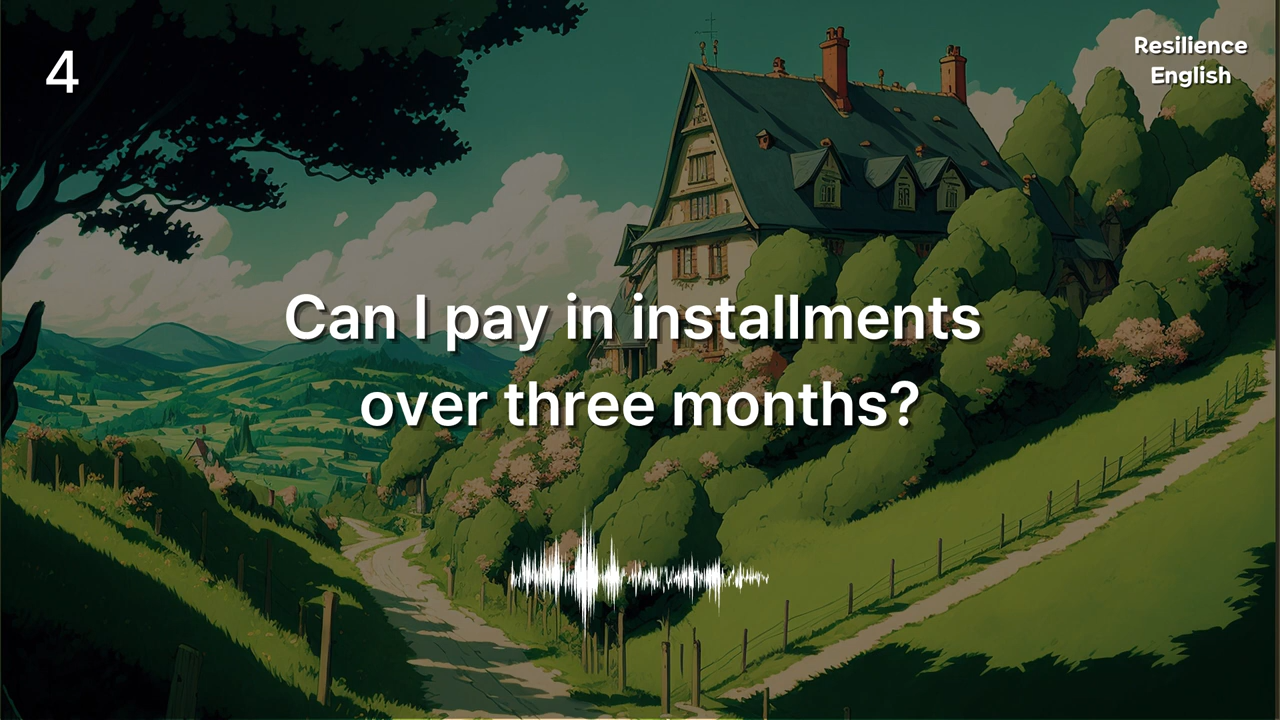 4
Resilience
English
Can I pay in installments
over three months?